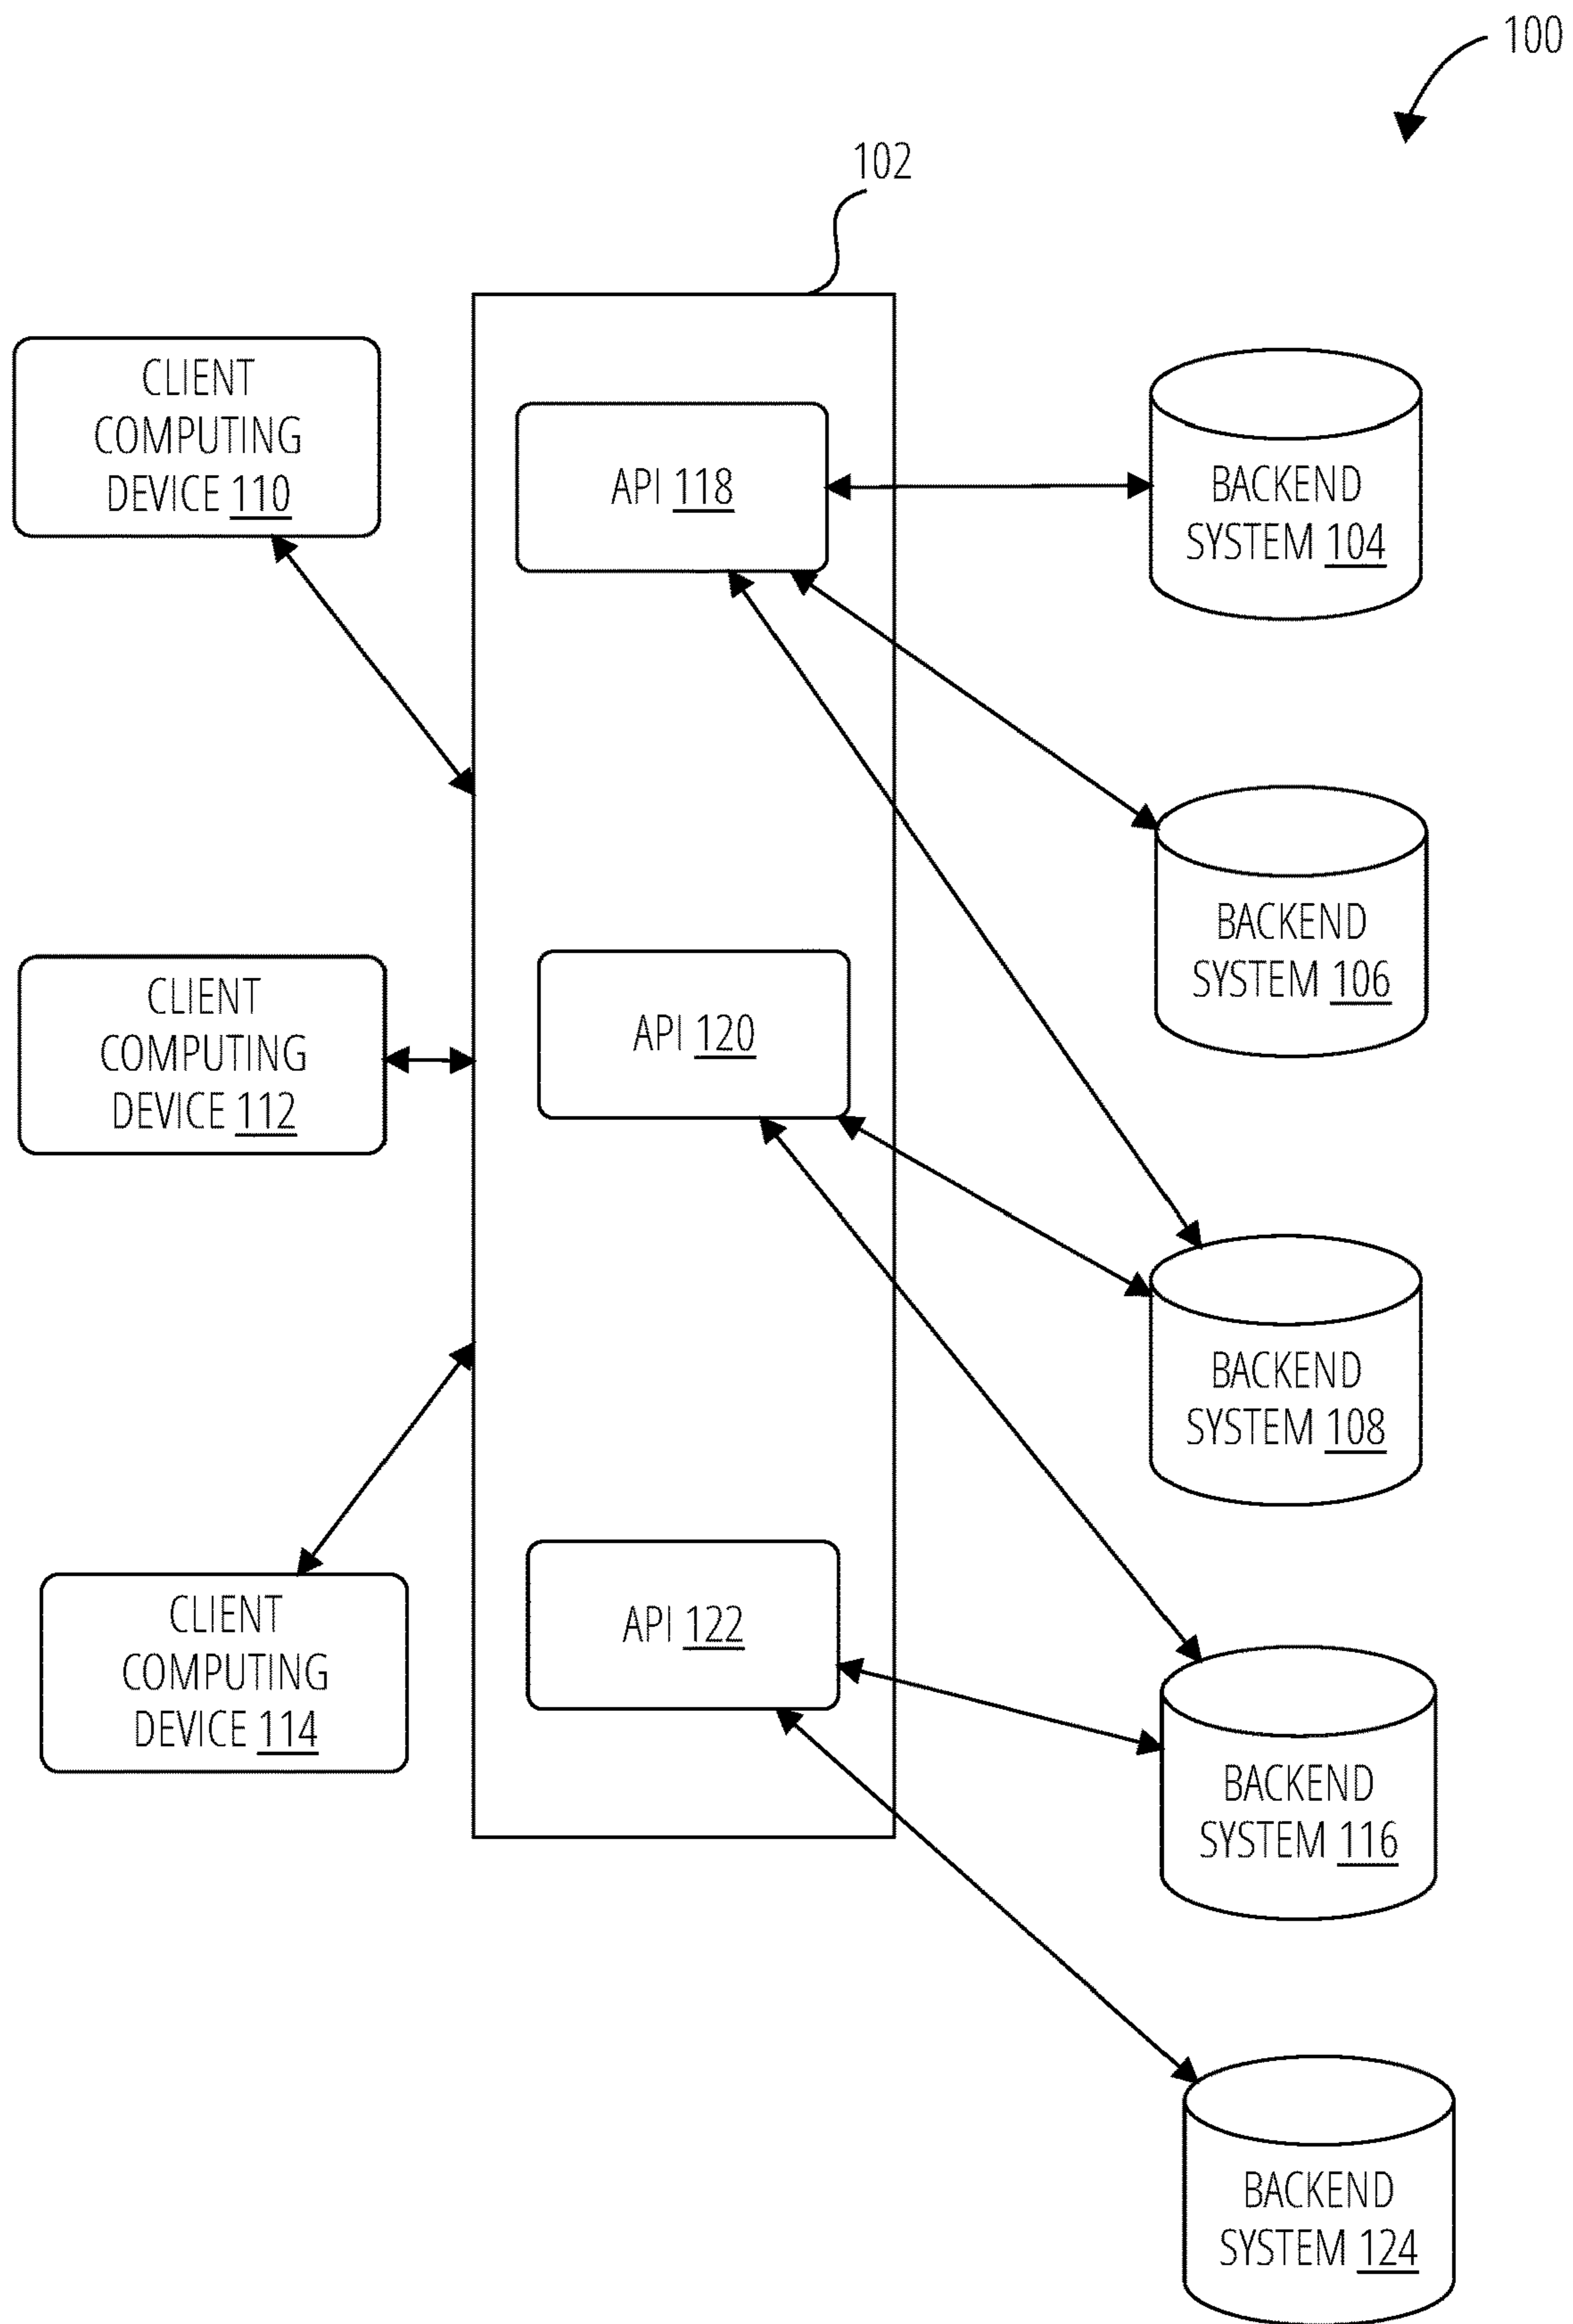 100
102
CLIENT
COMPUTING
DEVICE 110
API 118
BACKEND
SYSTEM 104
BACKEND
SYSTEM 106
CLIENT
COMPUTING
DEVICE 112
API 120
BACKEND
SYSTEM 108
CLIENT
COMPUTING
DEVICE 114
API 122
BACKEND
SYSTEM 116
BACKEND
SYSTEM 124